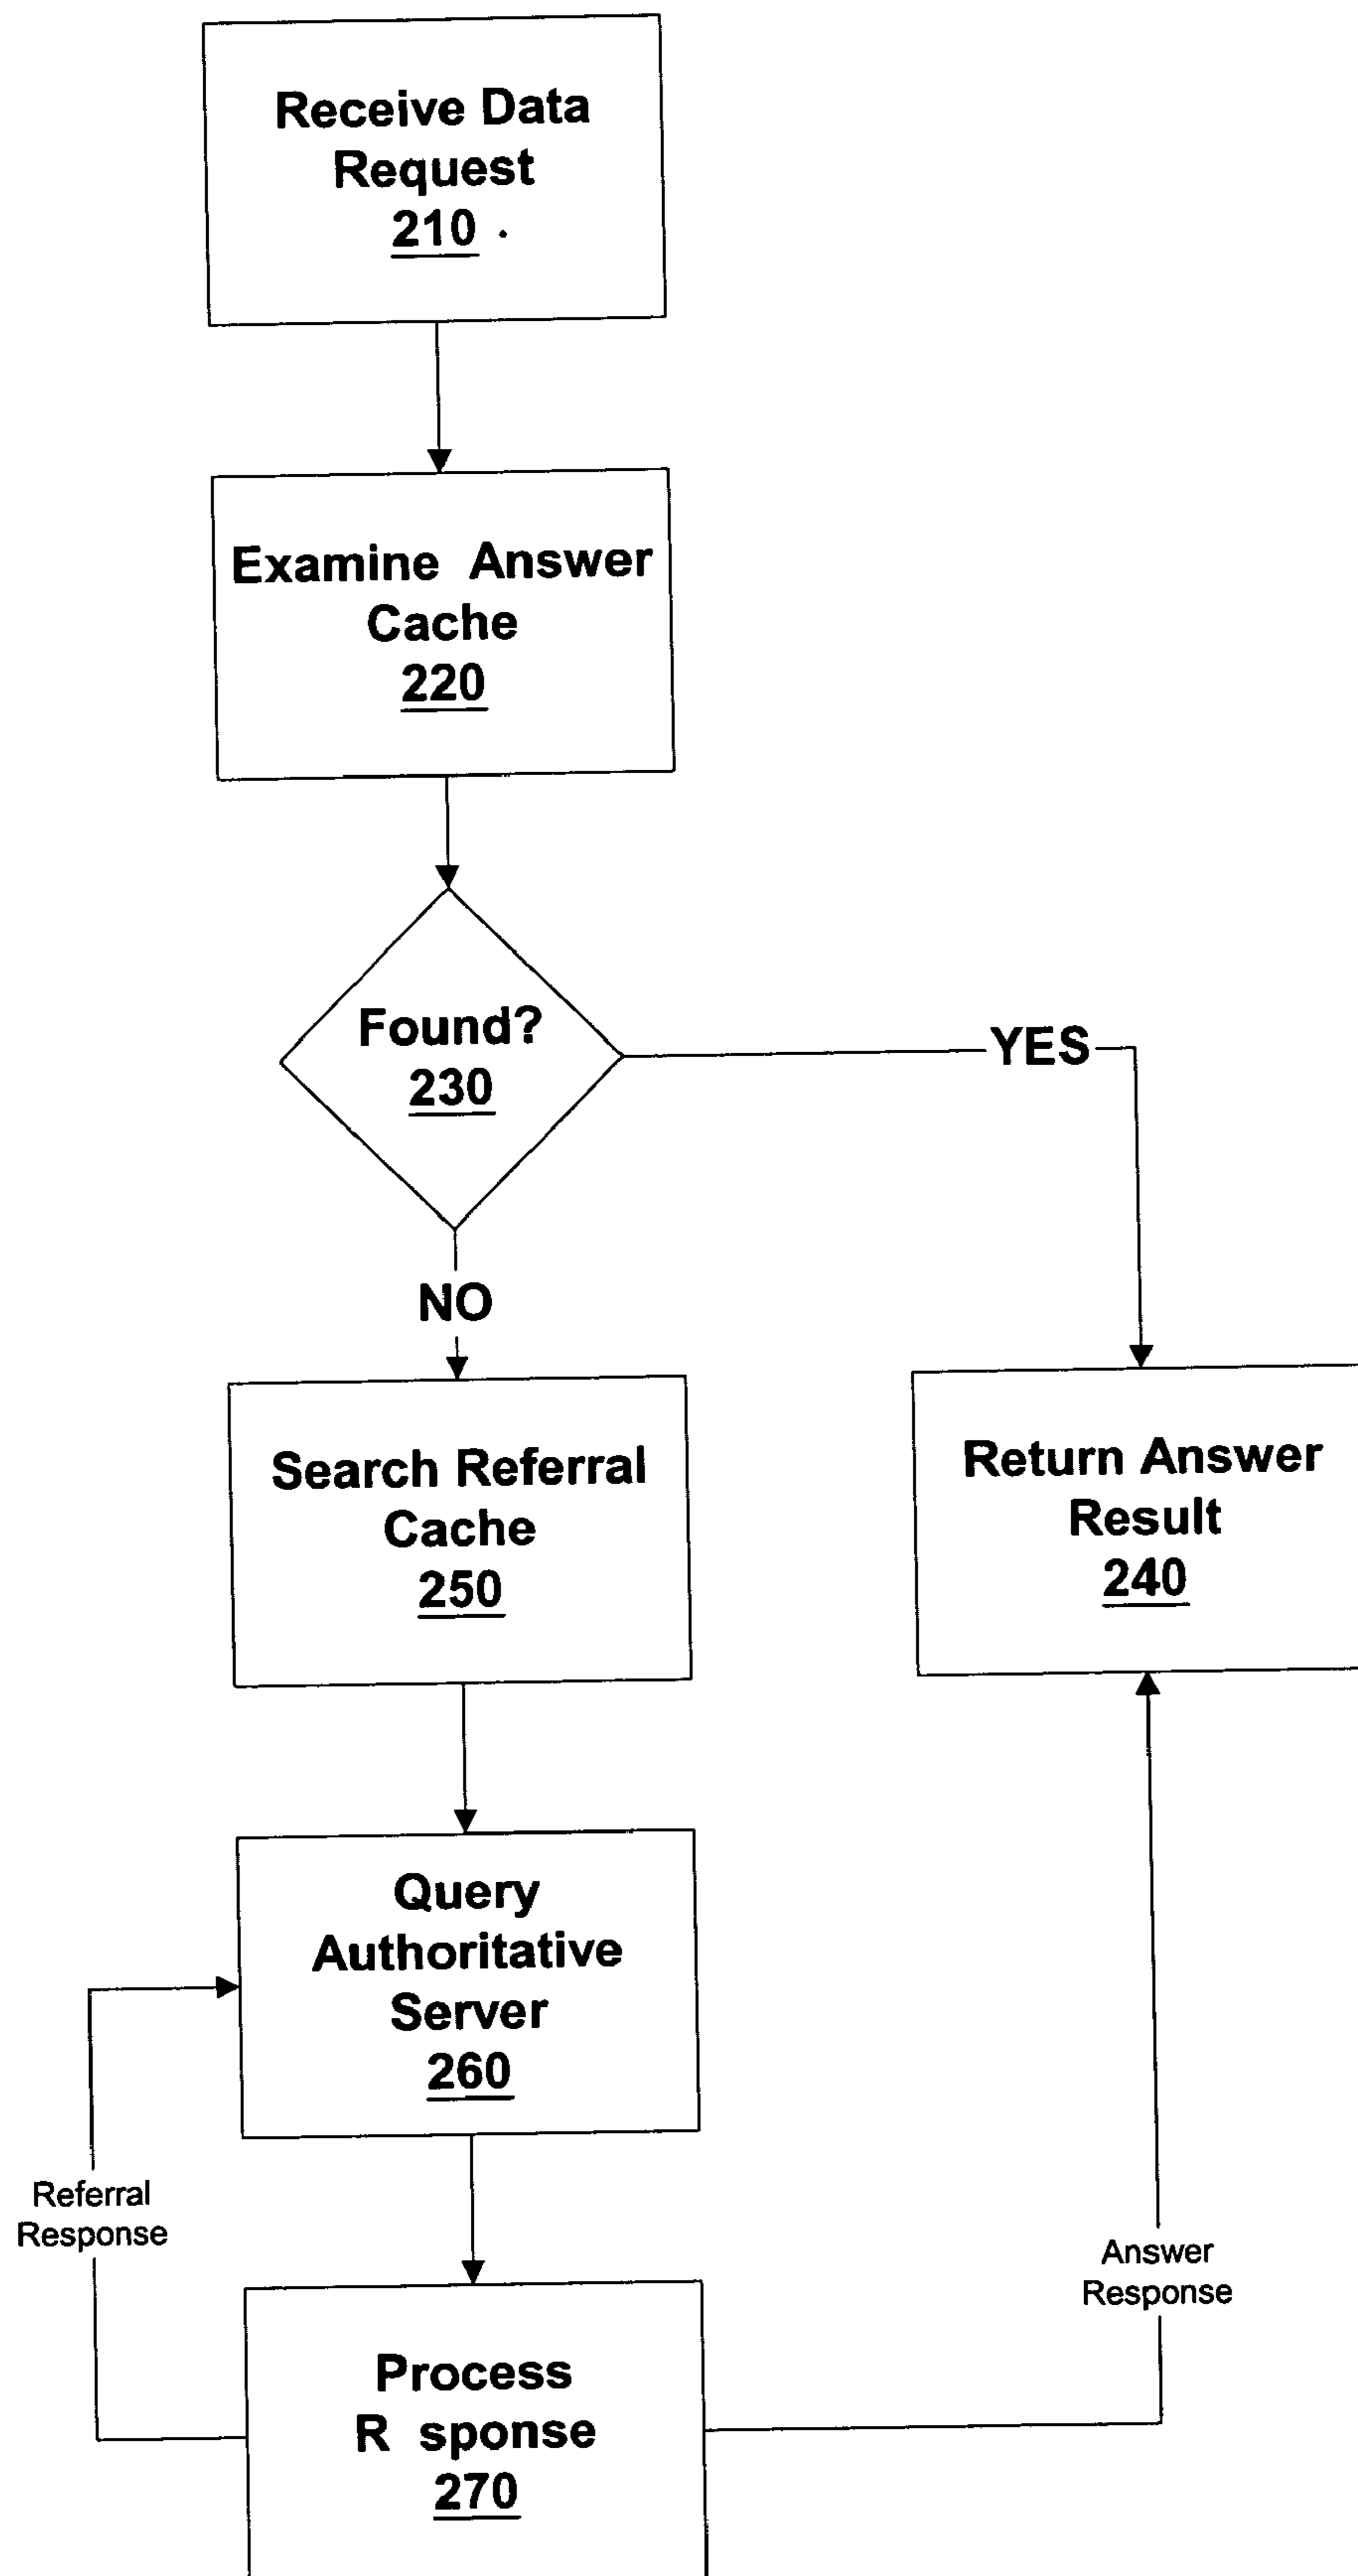 Receive Data
Request
210
Examine Answer
Cache
220
Found?
230
YES
NO
Search Referral
Cache
250
Return Answer
Result
240
Query
Authoritative
Server
260
Referral
Response
Answer
Response
Process
R sponse
270